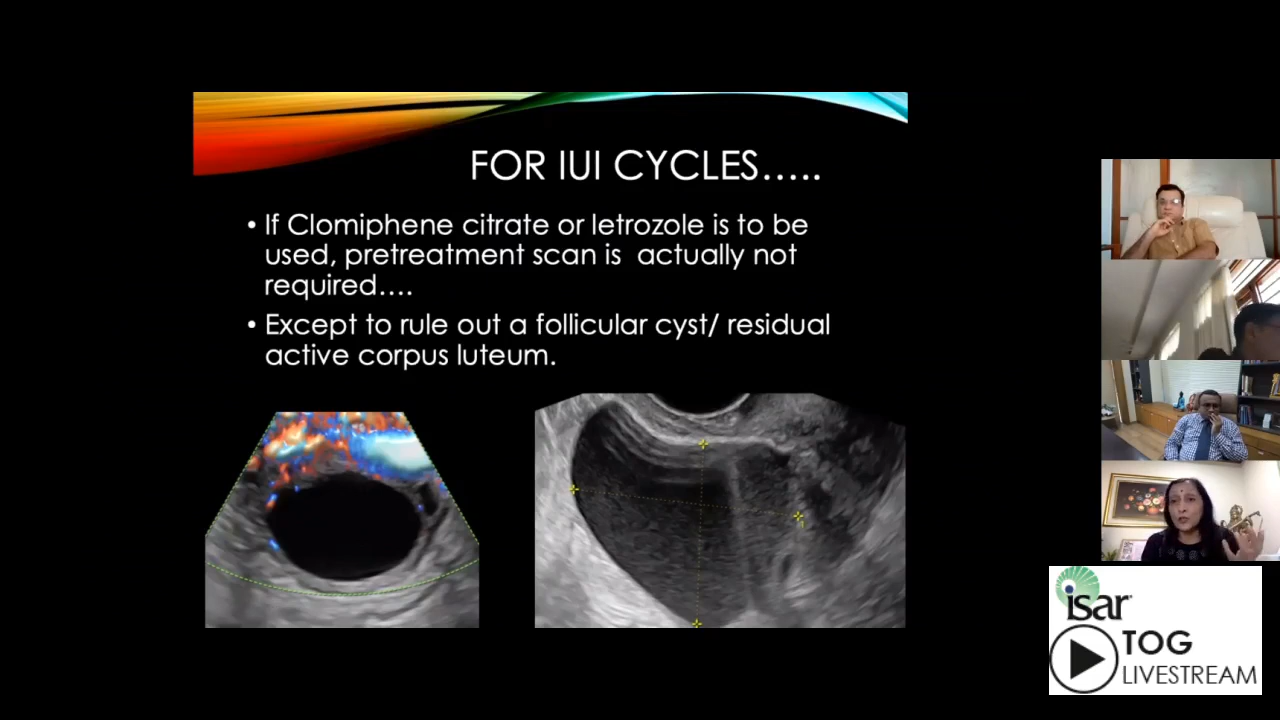 FOR IUI CYCLES…..
• If Clomiphene citrate or letrozole is to be
used, pretreatment scan is actually not
required….
• Except to rule out a follicular cyst/ residual
active corpus luteum.
isar
TOG
LIVESTREAM